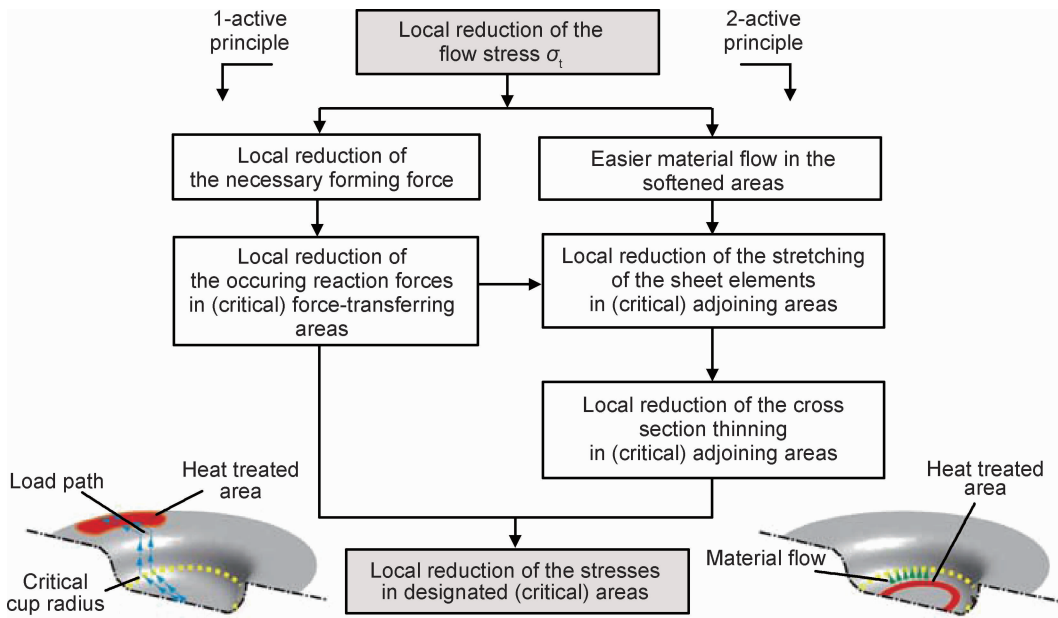 1-active
principle
Local reduction of the
flow stress σt
2-active
principle
Local reduction of
the necessary forming force
Easier material flow in the
softened areas
Local reduction of
the occuring reaction forces
in (critical) force-transferring
areas
Local reduction of the stretching
of the sheet elements
in (critical) adjoining areas
Local reduction of the cross
section thinning
in (critical) adjoining areas
Load path
Heat treated
area
Critical
cup radius
Heat treated
area
Material flow
Local reduction of the stresses
in designated (critical) areas